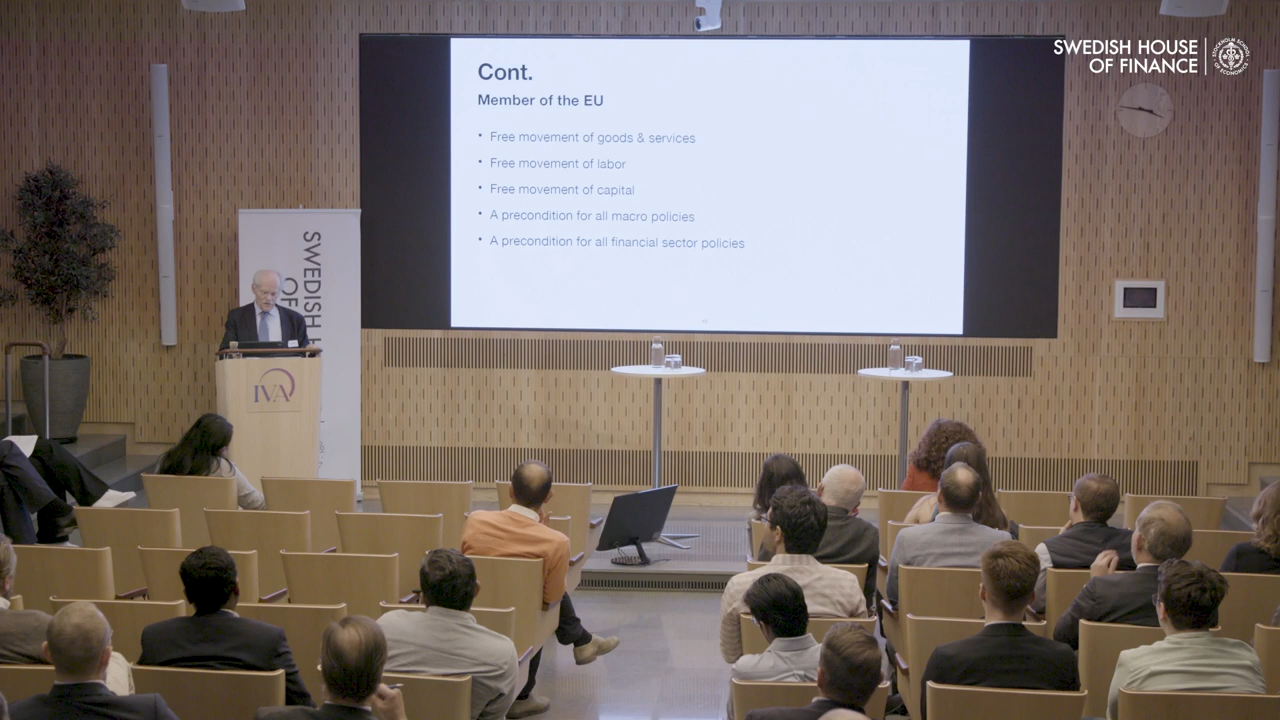 SWEDISH HOUSE
OF FINANCE
Cont.
Member of the EU
• Free movement of goods & services
• Free movement of labor
• Free movement of capital
• A precondition for all macro policies
• A precondition for all financial sector policies
SWEDISH
OF
IVA